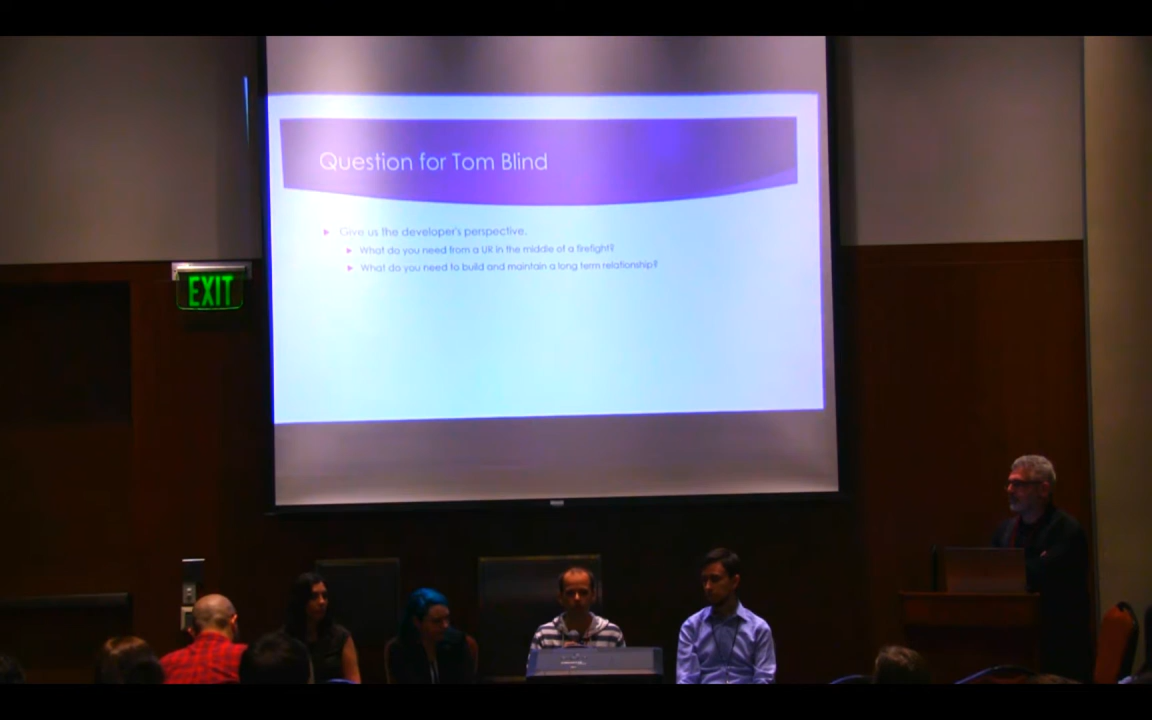 Question for Tom Blind
Give us the developer's perspective.
What do you need from a UR in the middle of a firefight?
What do you need to build and maintain a long term relationship?
EXIT